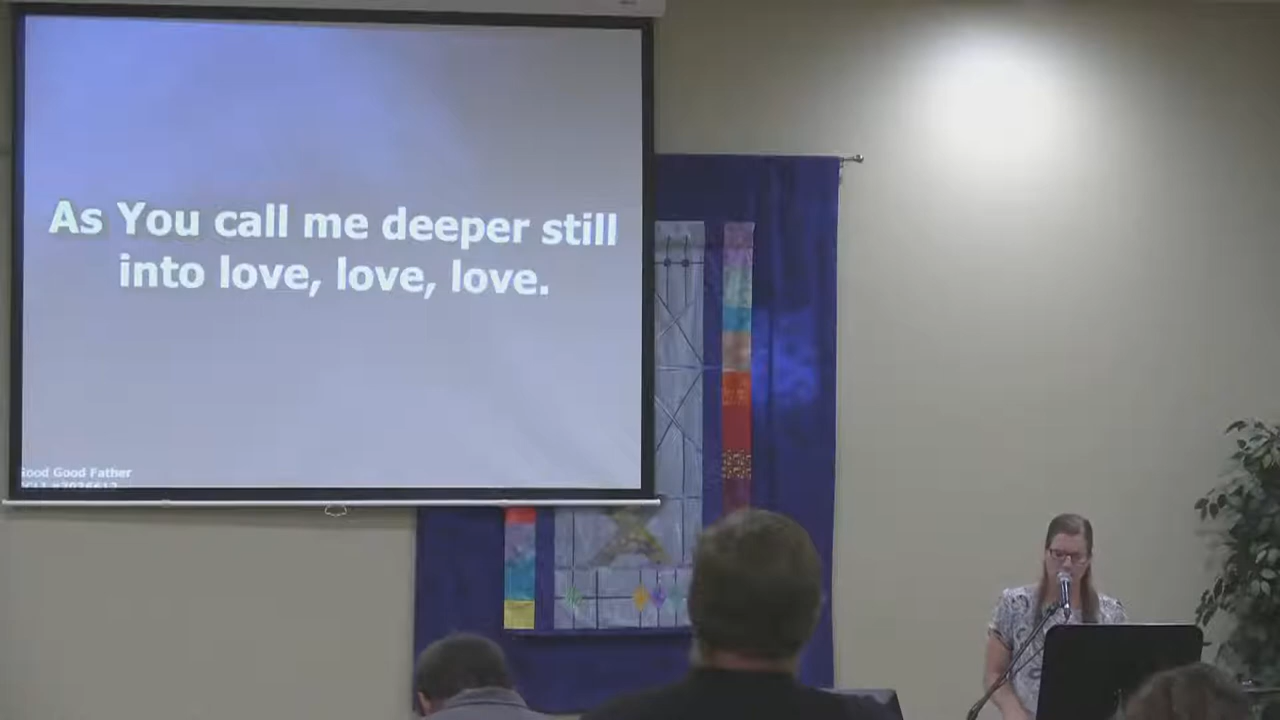 As You call me deeper still
into love, love, love.
Good Good Father